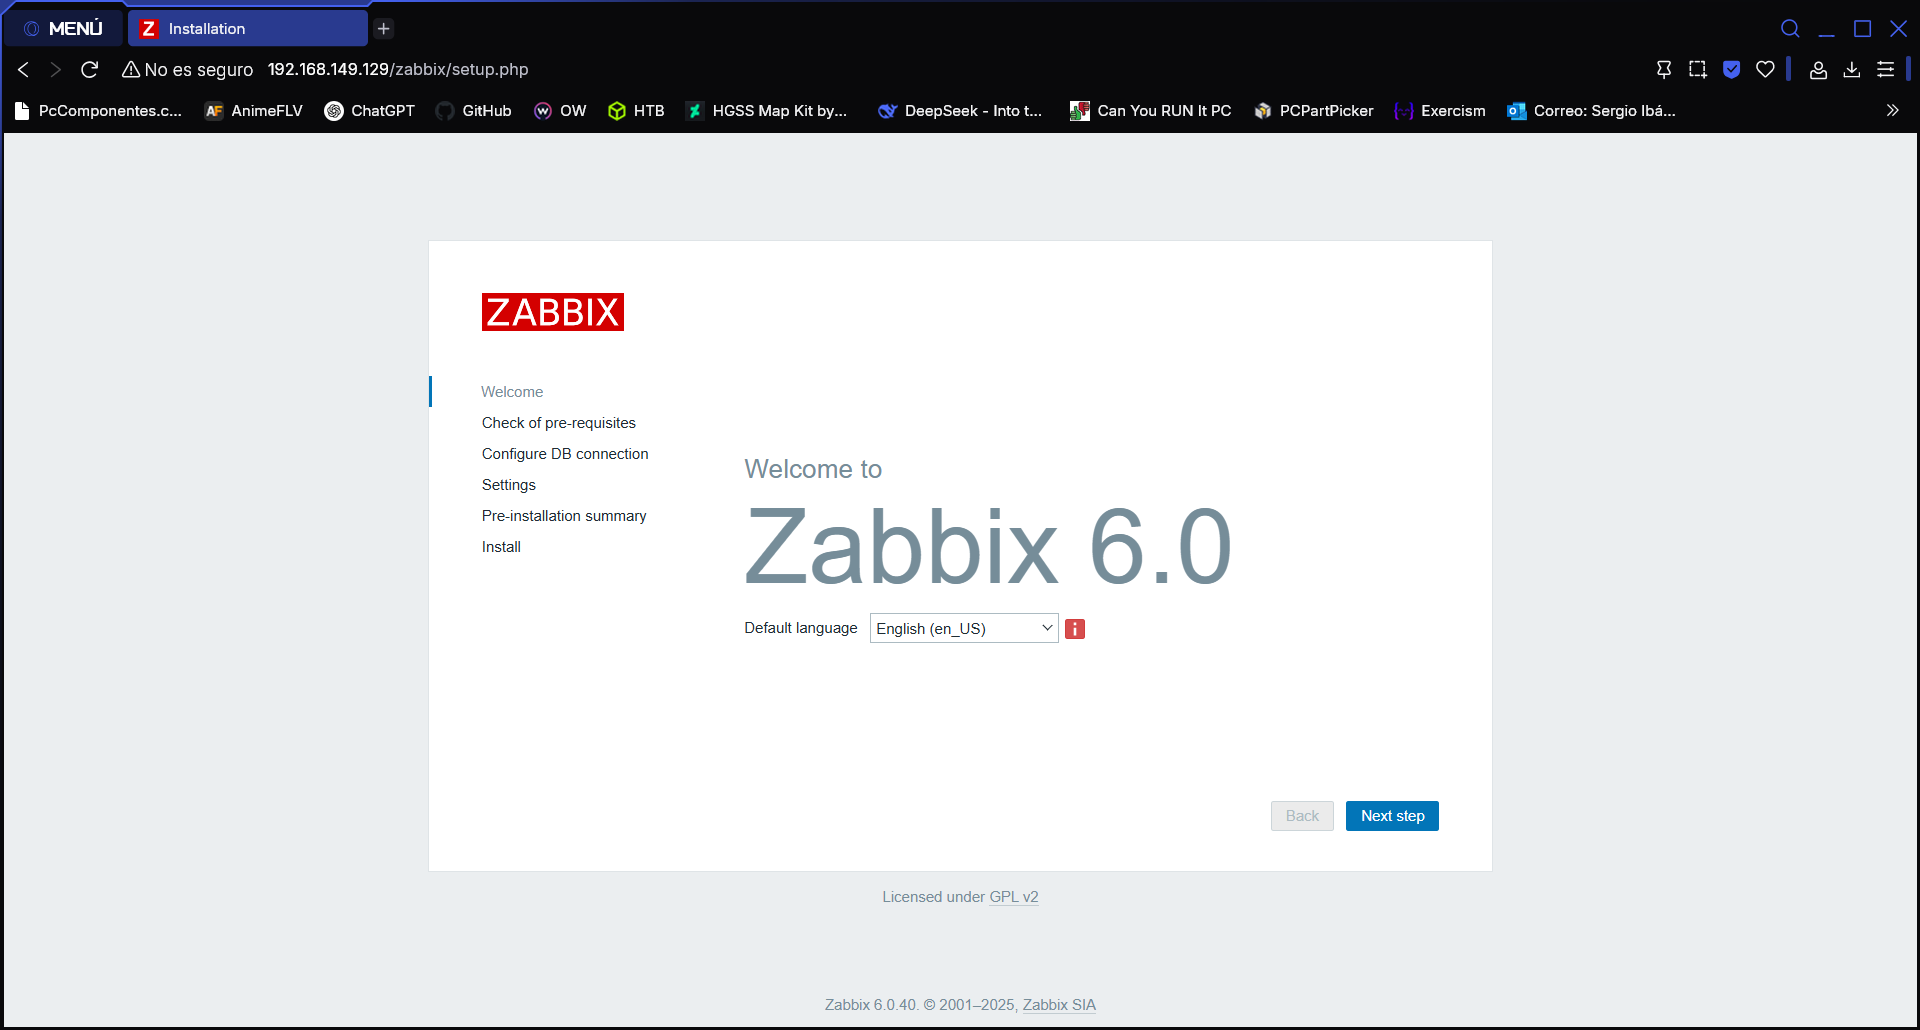 MENÚ
Installation
No es seguro 192.168.149.129/zabbix/setup.php
PcComponentes.c... AnimeFLV ChatGPT GitHub OW HTB HGSS Map Kit by... DeepSeek - Into t... Can You RUN It PC PCPartPicker Exercism Correo: Sergio Ibá...
ZABBIX
Welcome
Check of pre-requisites
Configure DB connection
Settings
Pre-installation summary
Install
Welcome to
Zabbix 6.0
Default language English (en_US)
Back Next step
Licensed under GPL v2
Zabbix 6.0.40. © 2001–2025, Zabbix SIA